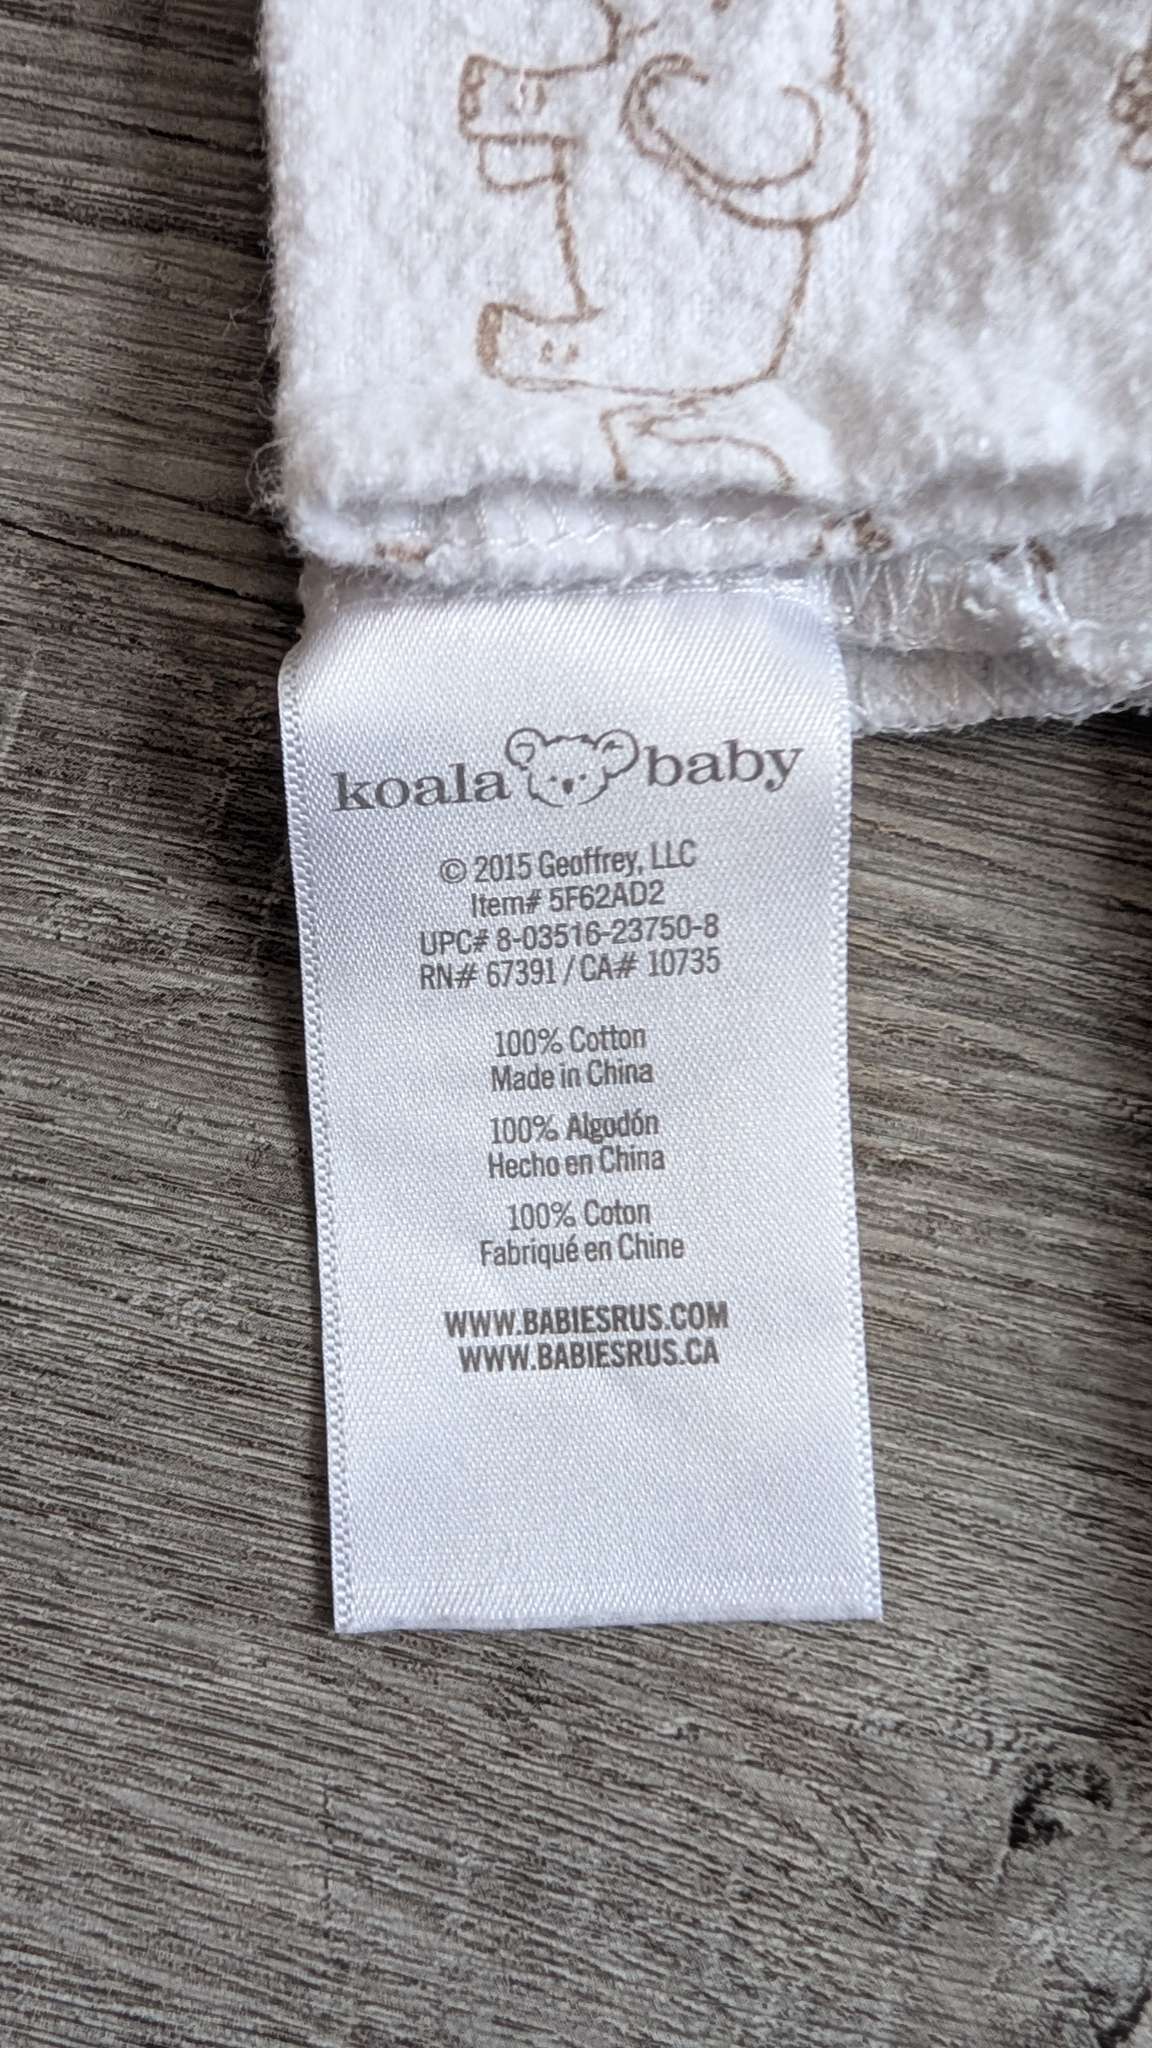 koala baby
© 2015 Geoffrey, LLC
Item# 5F62AD2
UPC# 8-03516-23750-8
RN# 67391 / CA# 10735
100% Cotton
Made in China
100% Algodón
Hecho en China
100% Coton
Fabriqué en Chine
WWW.BABIESRUS.COM
WWW.BABIESRUS.CA